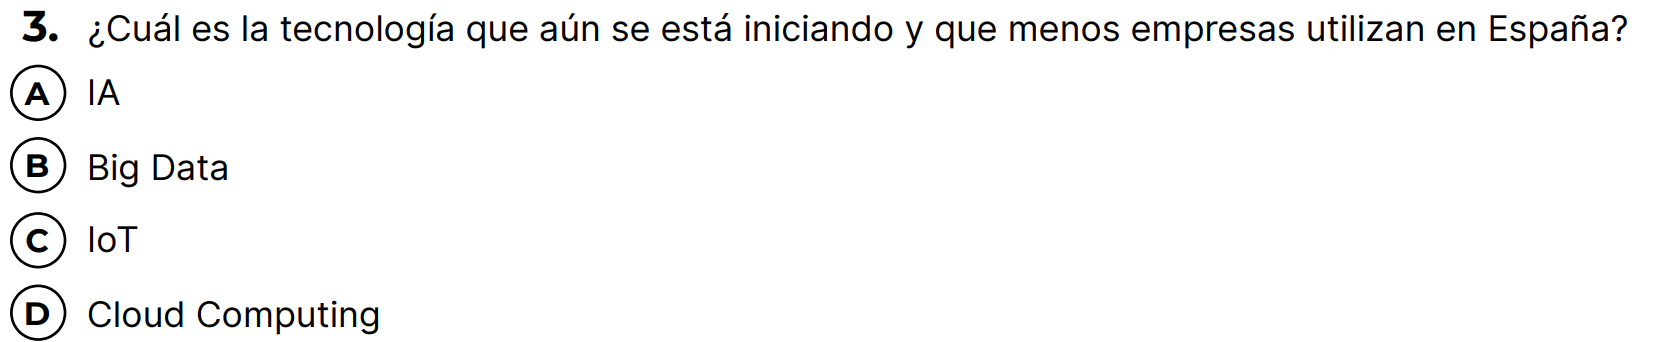 3. ¿Cuál es la tecnología que aún se está iniciando y que menos empresas utilizan en España?
A IA
B Big Data
C IoT
D Cloud Computing